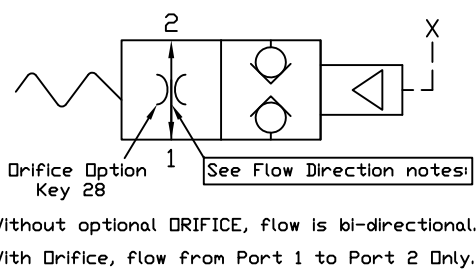 2
X
1
Orifice Option
Key 28
See Flow Direction notes:
Without optional ORIFICE, flow is bi-directional.
With Orifice, flow from Port 1 to Port 2 Only.